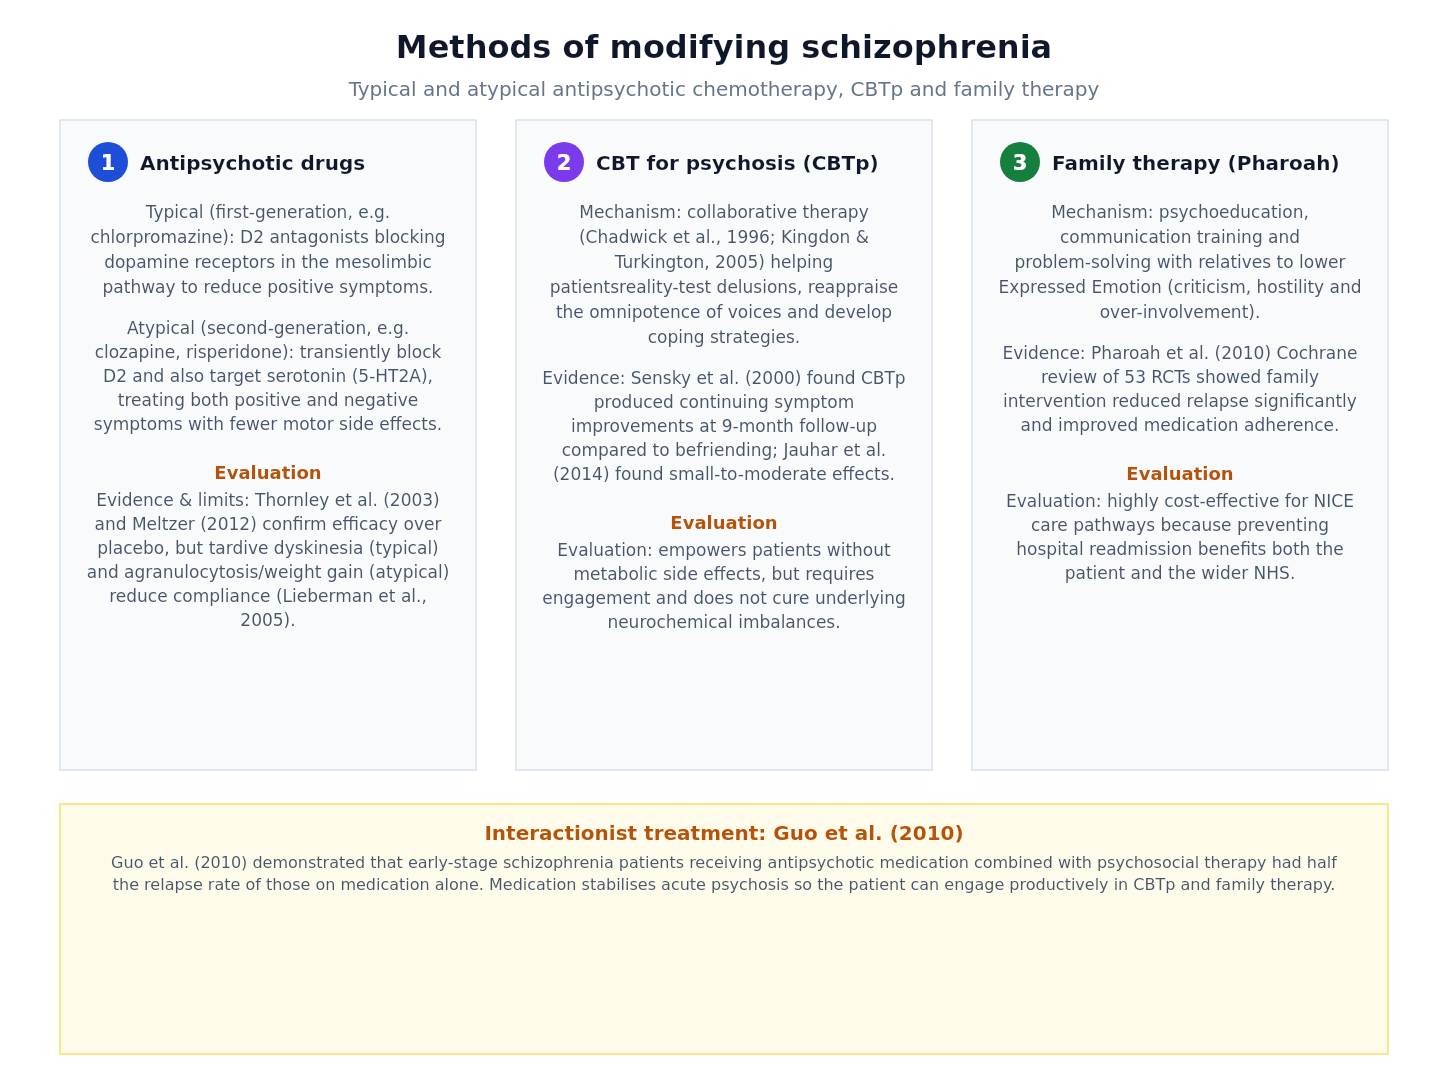 Methods of modifying schizophrenia
Typical and atypical antipsychotic chemotherapy, CBTp and family therapy
1 Antipsychotic drugs
Typical (first-generation, e.g.
chlorpromazine): D2 antagonists blocking
dopamine receptors in the mesolimbic
pathway to reduce positive symptoms.
Atypical (second-generation, e.g.
clozapine, risperidone): transiently block
D2 and also target serotonin (5-HT2A),
treating both positive and negative
symptoms with fewer motor side effects.
Evaluation
Evidence & limits: Thornley et al. (2003)
and Meltzer (2012) confirm efficacy over
placebo, but tardive dyskinesia (typical)
and agranulocytosis/weight gain (atypical)
reduce compliance (Lieberman et al.,
2005).
2 CBT for psychosis (CBTp)
Mechanism: collaborative therapy
(Chadwick et al., 1996; Kingdon &
Turkington, 2005) helping
patientsreality-test delusions, reappraise
the omnipotence of voices and develop
coping strategies.
Evidence: Sensky et al. (2000) found CBTp
produced continuing symptom
improvements at 9-month follow-up
compared to befriending; Jauhar et al.
(2014) found small-to-moderate effects.
Evaluation
Evaluation: empowers patients without
metabolic side effects, but requires
engagement and does not cure underlying
neurochemical imbalances.
3 Family therapy (Pharoah)
Mechanism: psychoeducation,
communication training and
problem-solving with relatives to lower
Expressed Emotion (criticism, hostility and
over-involvement).
Evidence: Pharoah et al. (2010) Cochrane
review of 53 RCTs showed family
intervention reduced relapse significantly
and improved medication adherence.
Evaluation
Evaluation: highly cost-effective for NICE
care pathways because preventing
hospital readmission benefits both the
patient and the wider NHS.
Interactionist treatment: Guo et al. (2010)
Guo et al. (2010) demonstrated that early-stage schizophrenia patients receiving antipsychotic medication combined with psychosocial therapy had half
the relapse rate of those on medication alone. Medication stabilises acute psychosis so the patient can engage productively in CBTp and family therapy.